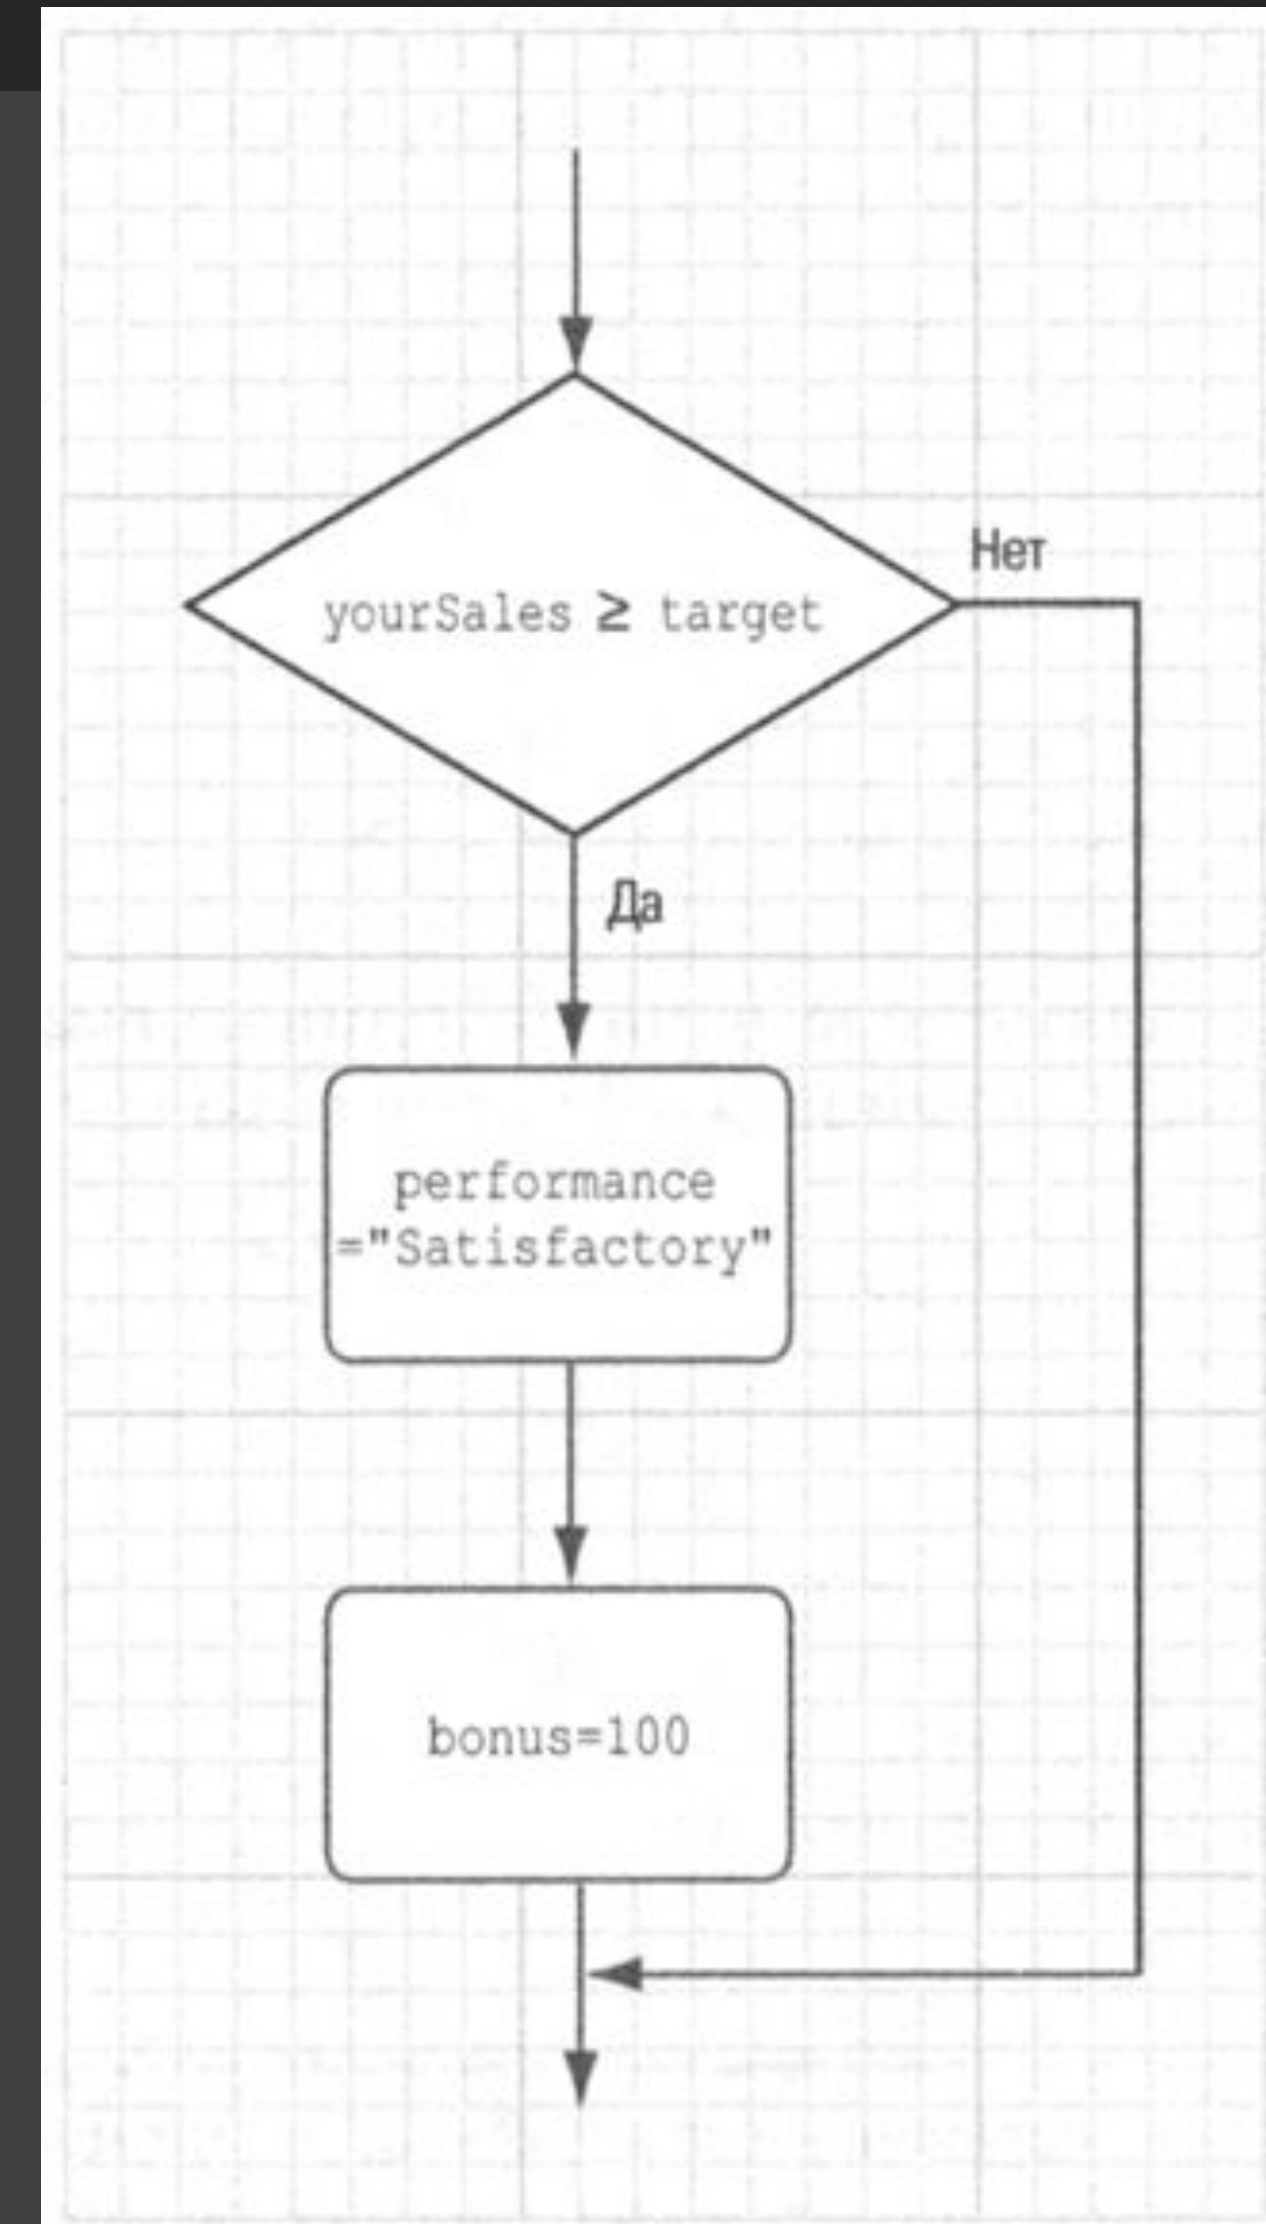 yourSales ≥ target
Нет
Да
performance
="Satisfactory"
bonus=100